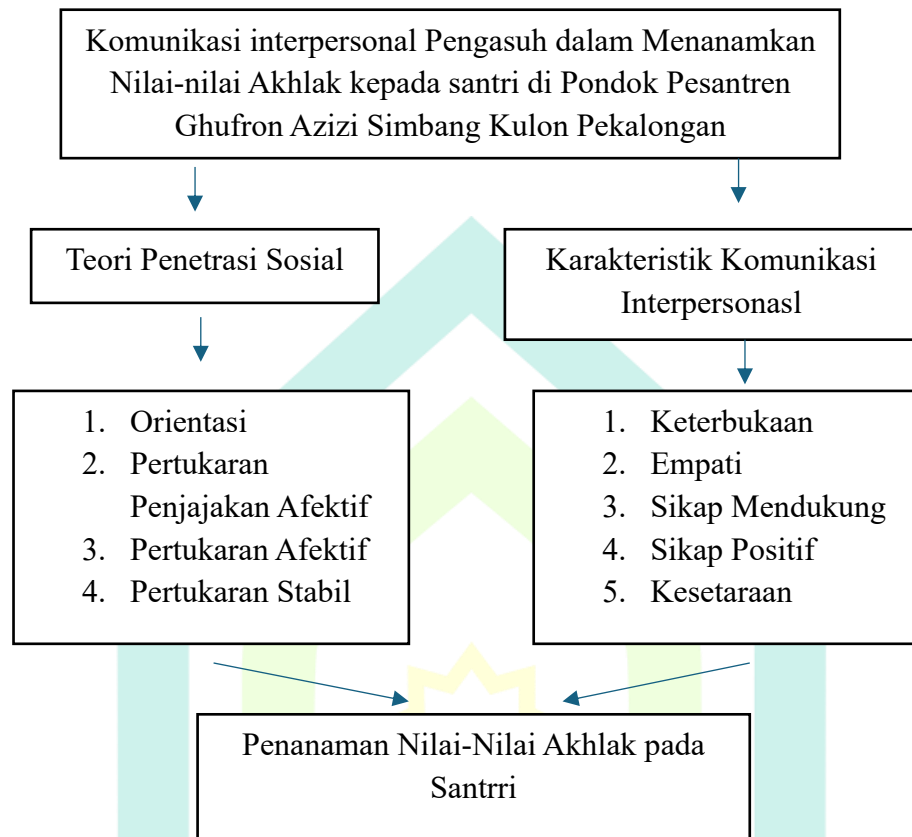 Komunikasi interpersonal Pengasuh dalam Menanamkan
Nilai-nilai Akhlak kepada santri di Pondok Pesantren
Ghufron Azizi Simbang Kulon Pekalongan
Teori Penetrasi Sosial
Karakteristik Komunikasi
Interpersonasl
1. Orientasi
2. Pertukaran
Penjajakan Afektif
3. Pertukaran Afektif
4. Pertukaran Stabil
1. Keterbukaan
2. Empati
3. Sikap Mendukung
4. Sikap Positif
5. Kesetaraan
Penanaman Nilai-Nilai Akhlak pada
Santrri